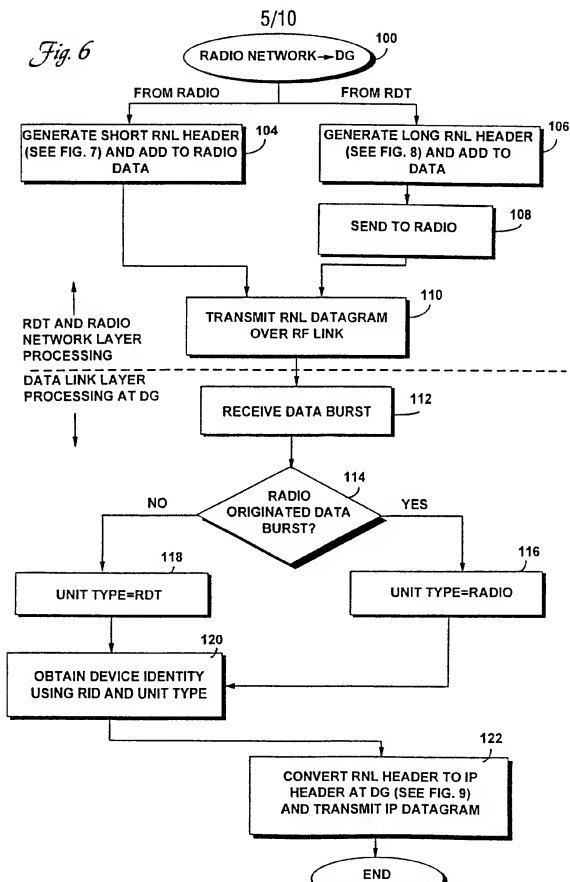 5/10
Fig. 6
RADIO NETWORK→DG
100
FROM RADIO
FROM RDT
GENERATE SHORT RNL HEADER
(SEE FIG. 7) AND ADD TO RADIO
DATA
104
GENERATE LONG RNL HEADER
(SEE FIG. 8) AND ADD TO
DATA
106
SEND TO RADIO
108
TRANSMIT RNL DATAGRAM
OVER RF LINK
110
RDT AND RADIO
NETWORK LAYER
PROCESSING
DATA LINK LAYER
PROCESSING AT DG
RECEIVE DATA BURST
112
RADIO
ORIGINATED DATA
BURST?
114
NO
YES
UNIT TYPE=RDT
118
UNIT TYPE=RADIO
116
OBTAIN DEVICE IDENTITY
USING RID AND UNIT TYPE
120
CONVERT RNL HEADER TO IP
HEADER AT DG (SEE FIG. 9)
AND TRANSMIT IP DATAGRAM
122
END